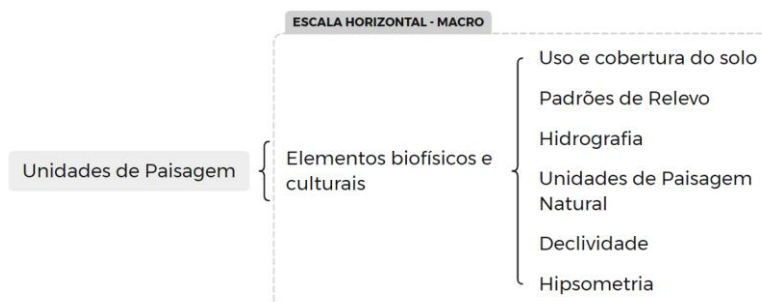 ESCALA HORIZONTAL - MACRO
Unidades de Paisagem
Elementos biofísicos e
culturais
Uso e cobertura do solo
Padrões de Relevo
Hidrografia
Unidades de Paisagem
Natural
Declividade
Hipsometria